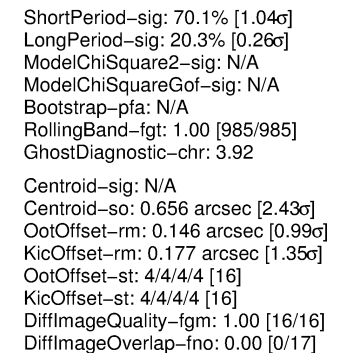 ShortPeriod−sig: 70.1% [1.04σ]
LongPeriod−sig: 20.3% [0.26σ]
ModelChiSquare2−sig: N/A
ModelChiSquareGof−sig: N/A
Bootstrap−pfa: N/A
RollingBand−fgt: 1.00 [985/985]
GhostDiagnostic−chr: 3.92
Centroid−sig: N/A
Centroid−so: 0.656 arcsec [2.43σ]
OotOffset−rm: 0.146 arcsec [0.99σ]
KicOffset−rm: 0.177 arcsec [1.35σ]
OotOffset−st: 4/4/4/4 [16]
KicOffset−st: 4/4/4/4 [16]
DiffImageQuality−fgm: 1.00 [16/16]
DiffImageOverlap−fno: 0.00 [0/17]